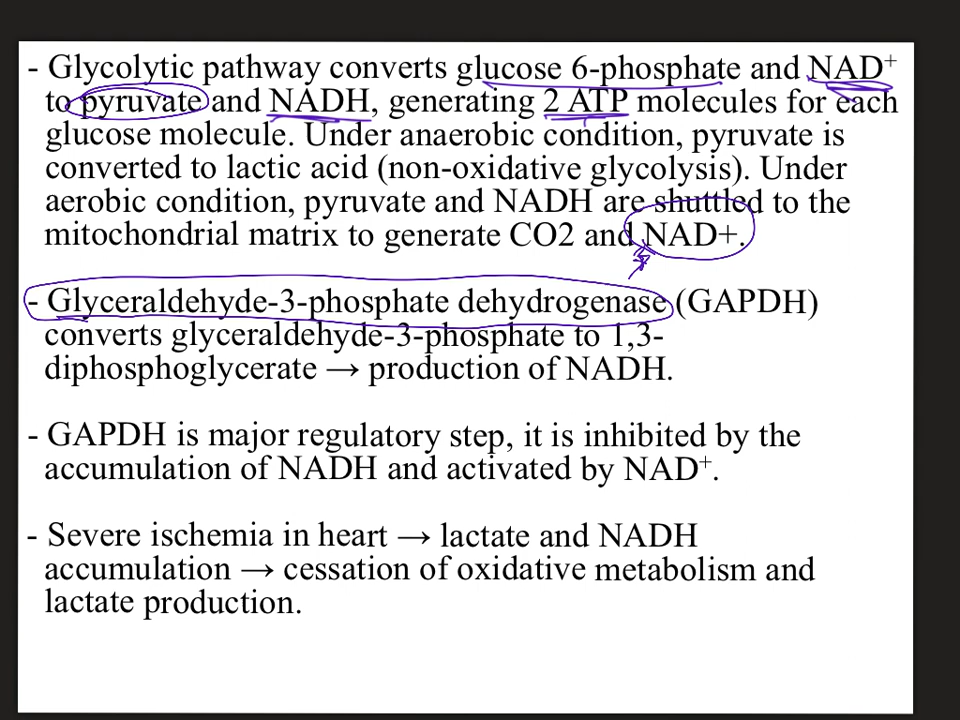 - Glycolytic pathway converts glucose 6-phosphate and NAD⁺
to pyruvate and NADH, generating 2 ATP molecules for each
glucose molecule. Under anaerobic condition, pyruvate is
converted to lactic acid (non-oxidative glycolysis). Under
aerobic condition, pyruvate and NADH are shuttled to the
mitochondrial matrix to generate CO2 and NAD+.
- Glyceraldehyde-3-phosphate dehydrogenase (GAPDH)
converts glyceraldehyde-3-phosphate to 1,3-
diphosphoglycerate → production of NADH.
- GAPDH is major regulatory step, it is inhibited by the
accumulation of NADH and activated by NAD⁺.
- Severe ischemia in heart → lactate and NADH
accumulation → cessation of oxidative metabolism and
lactate production.